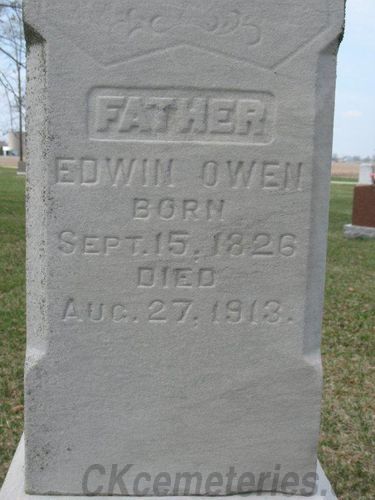 FATHER
EDWIN OWEN
BORN
SEPT. 15, 1826
DIED
AUG. 27, 1913.
CKcemeteries.